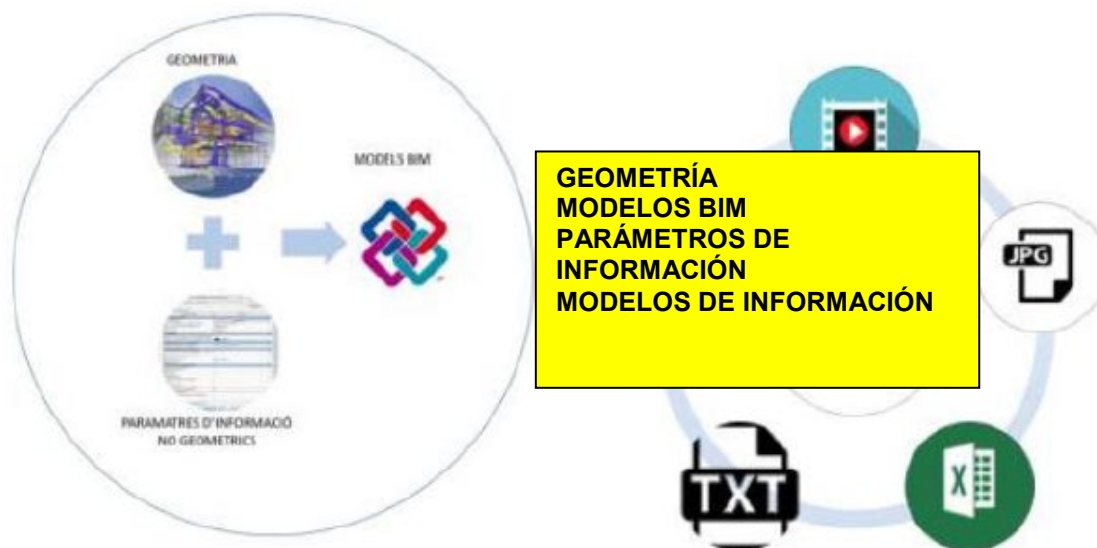 GEOMETRIA
MODELS BIM
PARAMATRES D'INFORMACIÓ
NO GEOMETRICS
GEOMETRÍA
MODELOS BIM
PARÁMETROS DE
INFORMACIÓN
MODELOS DE INFORMACIÓN
JPG
TXT
X